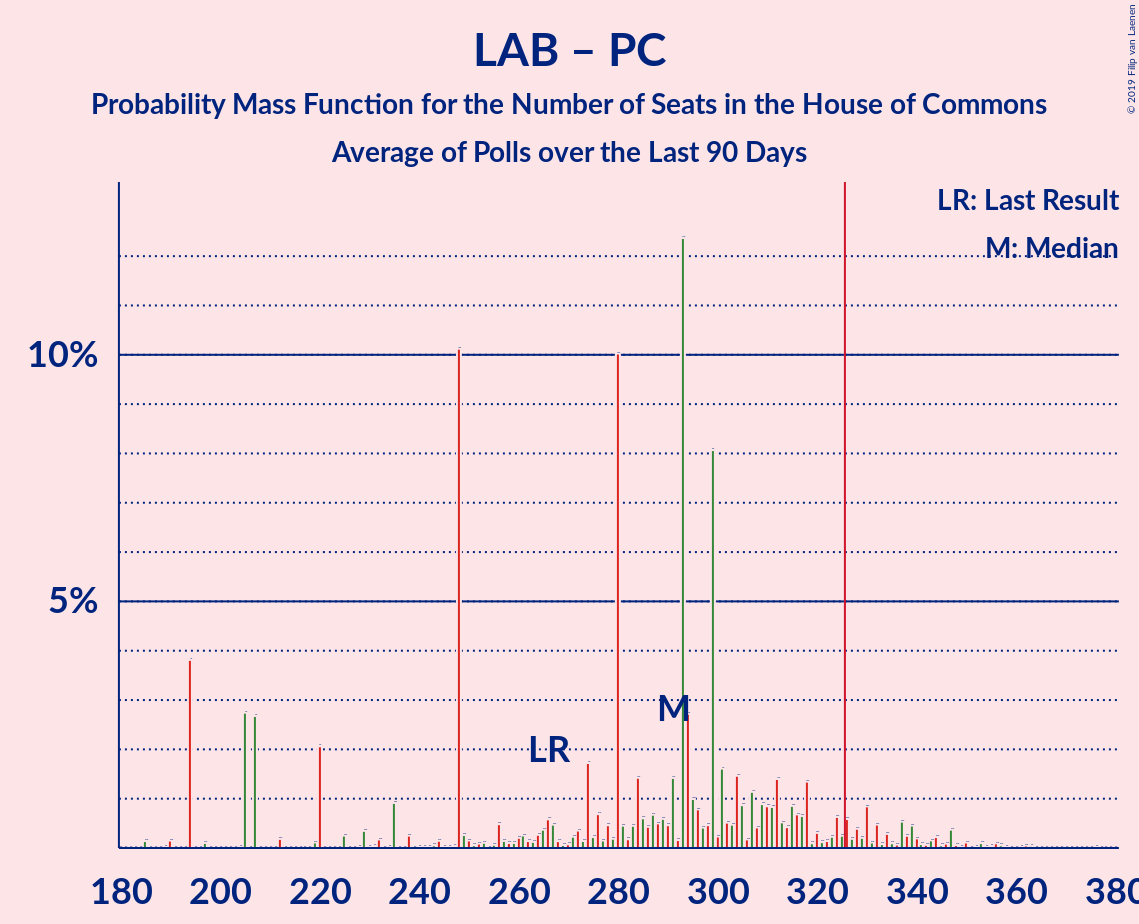 © 2019 Filip van Laenen
LAB – PC
Probability Mass Function for the Number of Seats in the House of Commons
Average of Polls over the Last 90 Days
LR: Last Result
M: Median
10%
5%
M
LR
180 200 220 240 260 280 300 320 340 360 380